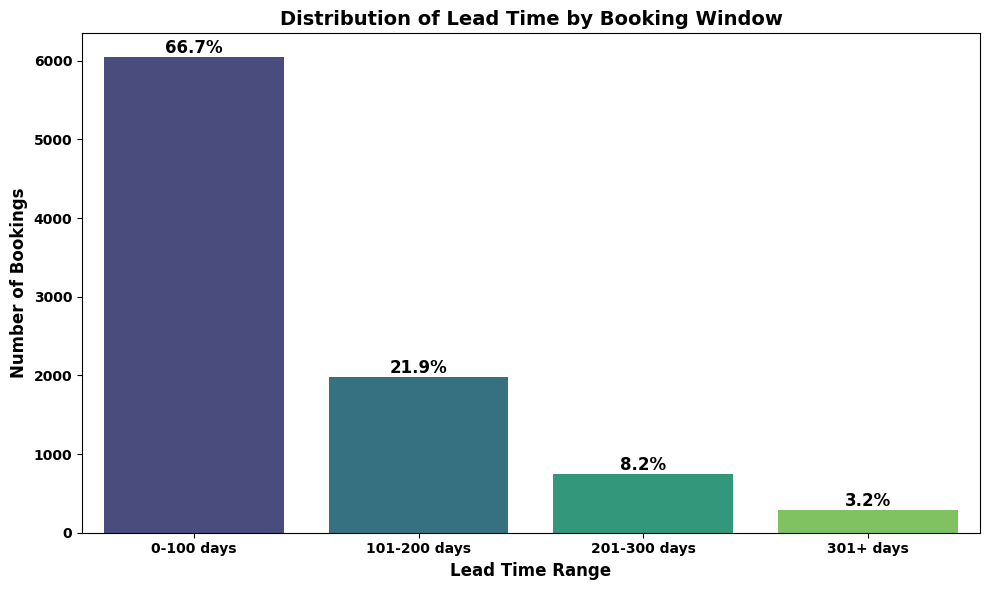 Distribution of Lead Time by Booking Window
Number of Bookings
6000
5000
4000
3000
2000
1000
0
66.7%
21.9%
8.2%
3.2%
0-100 days
101-200 days
201-300 days
301+ days
Lead Time Range